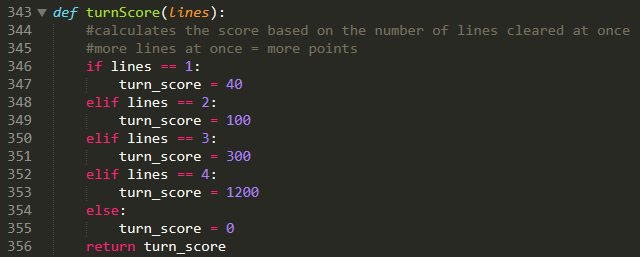 343 ▼ def turnScore(lines):
344     #calculates the score based on the number of lines cleared at once
345     #more lines at once = more points
346     if lines == 1:
347         turn_score = 40
348     elif lines == 2:
349         turn_score = 100
350     elif lines == 3:
351         turn_score = 300
352     elif lines == 4:
353         turn_score = 1200
354     else:
355         turn_score = 0
356     return turn_score